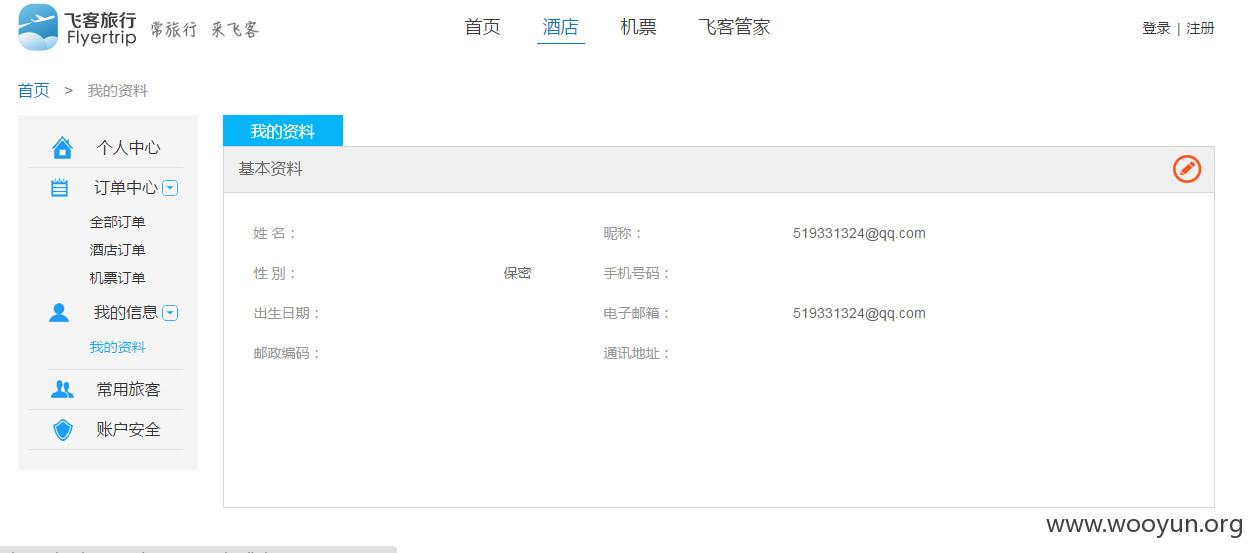 飞客旅行 Flyertrip 常旅行 来飞客 首页 酒店 机票 飞客管家 登录 | 注册
首页 > 我的资料
个人中心
订单中心
全部订单
酒店订单
机票订单
我的信息
我的资料
常用旅客
账户安全
我的资料
基本资料
姓 名： 昵称： 519331324@qq.com
性 别： 保密 手机号码：
出生日期： 电子邮箱： 519331324@qq.com
邮政编码： 通讯地址：
www.wooyun.org